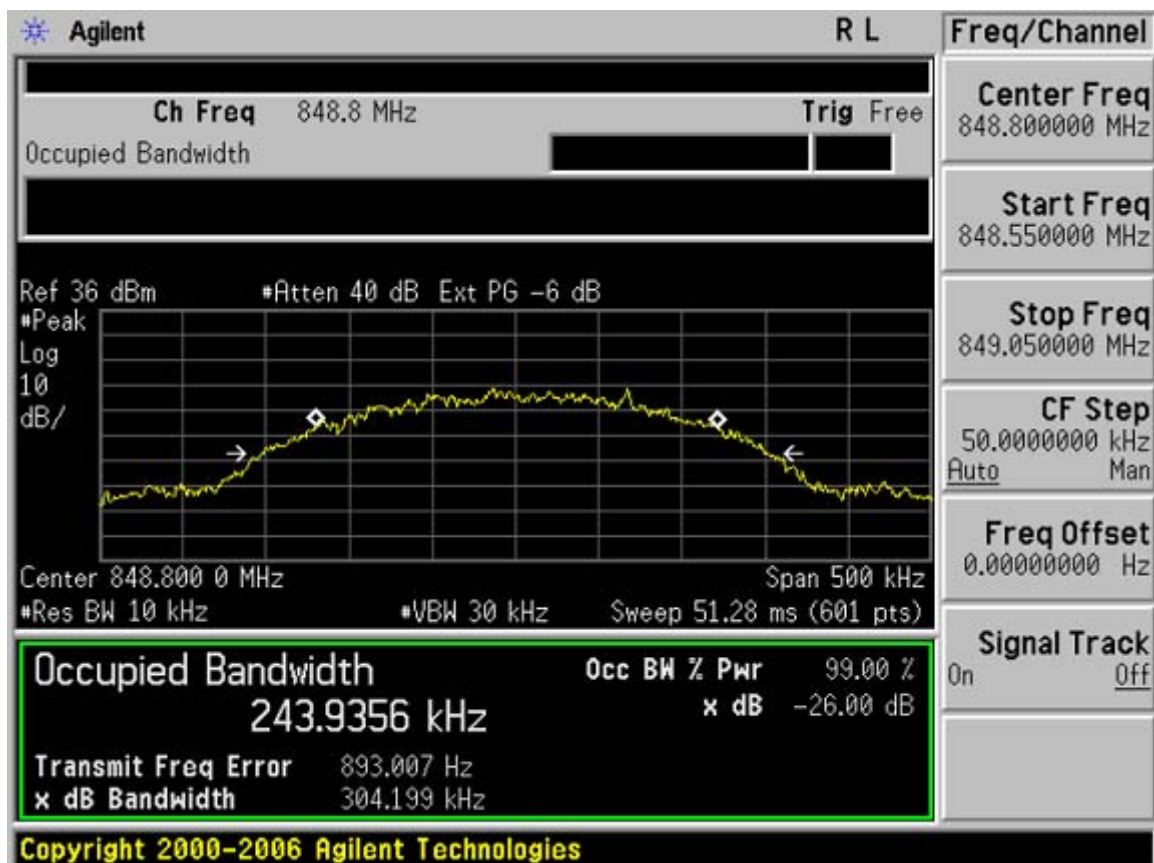 Agilent R L Freq/Channel
Ch Freq 848.8 MHz Trig Free
Occupied Bandwidth
Center Freq
848.800000 MHz
Start Freq
848.550000 MHz
Stop Freq
849.050000 MHz
CF Step
50.0000000 kHz
Auto Man
Freq Offset
0.00000000 Hz
Signal Track
On Off
Ref 36 dBm #Atten 40 dB Ext PG -6 dB
#Peak
Log
10
dB/
Center 848.800 0 MHz Span 500 kHz
#Res BW 10 kHz #VBW 30 kHz Sweep 51.28 ms (601 pts)
Occupied Bandwidth Occ BW % Pwr 99.00 %
243.9356 kHz x dB -26.00 dB
Transmit Freq Error 893.007 Hz
x dB Bandwidth 304.199 kHz
Copyright 2000-2006 Agilent Technologies